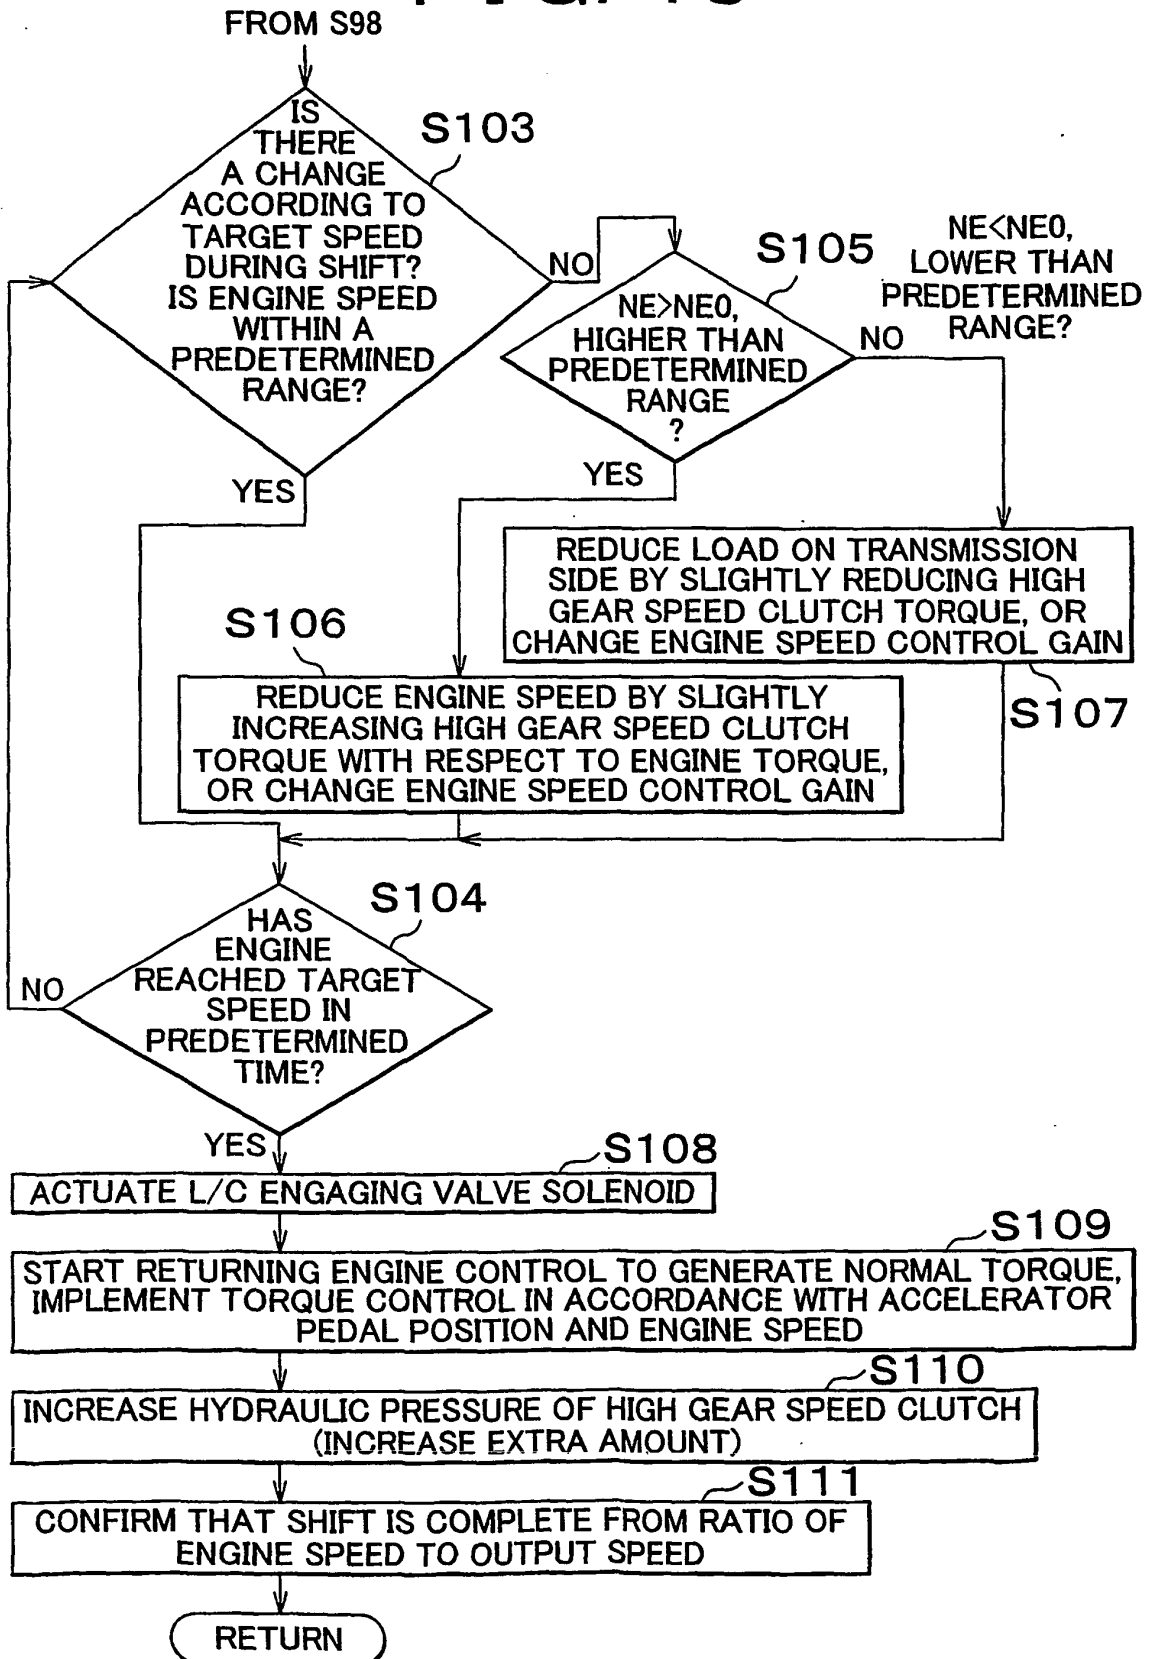 FROM S98
IS
THERE
A CHANGE
ACCORDING TO
TARGET SPEED
DURING SHIFT?
IS ENGINE SPEED
WITHIN A
PREDETERMINED
RANGE?
S103
NO
YES
NE>NE0,
HIGHER THAN
PREDETERMINED
RANGE
?
S105
NO
NE<NE0,
LOWER THAN
PREDETERMINED
RANGE?
YES
REDUCE LOAD ON TRANSMISSION
SIDE BY SLIGHTLY REDUCING HIGH
GEAR SPEED CLUTCH TORQUE, OR
CHANGE ENGINE SPEED CONTROL GAIN
S107
S106
REDUCE ENGINE SPEED BY SLIGHTLY
INCREASING HIGH GEAR SPEED CLUTCH
TORQUE WITH RESPECT TO ENGINE TORQUE,
OR CHANGE ENGINE SPEED CONTROL GAIN
S104
HAS
ENGINE
REACHED TARGET
SPEED IN
PREDETERMINED
TIME?
NO
YES
S108
ACTUATE L/C ENGAGING VALVE SOLENOID
S109
START RETURNING ENGINE CONTROL TO GENERATE NORMAL TORQUE,
IMPLEMENT TORQUE CONTROL IN ACCORDANCE WITH ACCELERATOR
PEDAL POSITION AND ENGINE SPEED
S110
INCREASE HYDRAULIC PRESSURE OF HIGH GEAR SPEED CLUTCH
(INCREASE EXTRA AMOUNT)
S111
CONFIRM THAT SHIFT IS COMPLETE FROM RATIO OF
ENGINE SPEED TO OUTPUT SPEED
RETURN